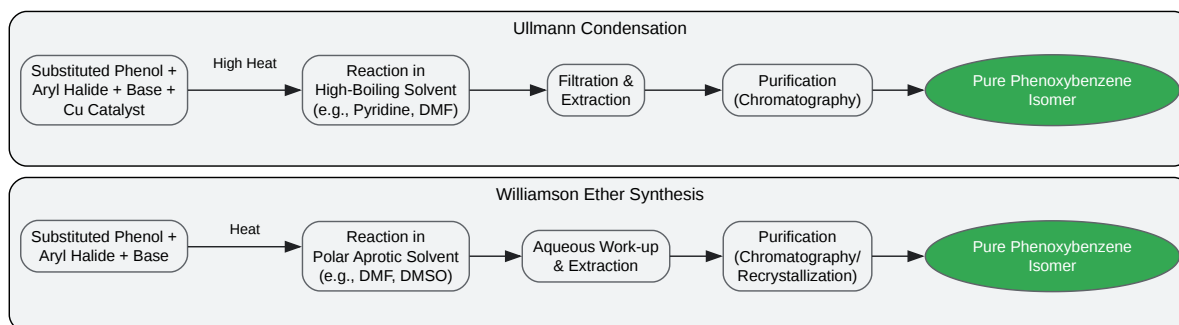 Ullmann Condensation
Substituted Phenol +
Aryl Halide + Base +
Cu Catalyst
High Heat
Reaction in
High-Boiling Solvent
(e.g., Pyridine, DMF)
Filtration &
Extraction
Purification
(Chromatography)
Pure Phenoxybenzene
Isomer
Williamson Ether Synthesis
Substituted Phenol +
Aryl Halide + Base
Heat
Reaction in
Polar Aprotic Solvent
(e.g., DMF, DMSO)
Aqueous Work-up
& Extraction
Purification
(Chromatography/
Recrystallization)
Pure Phenoxybenzene
Isomer